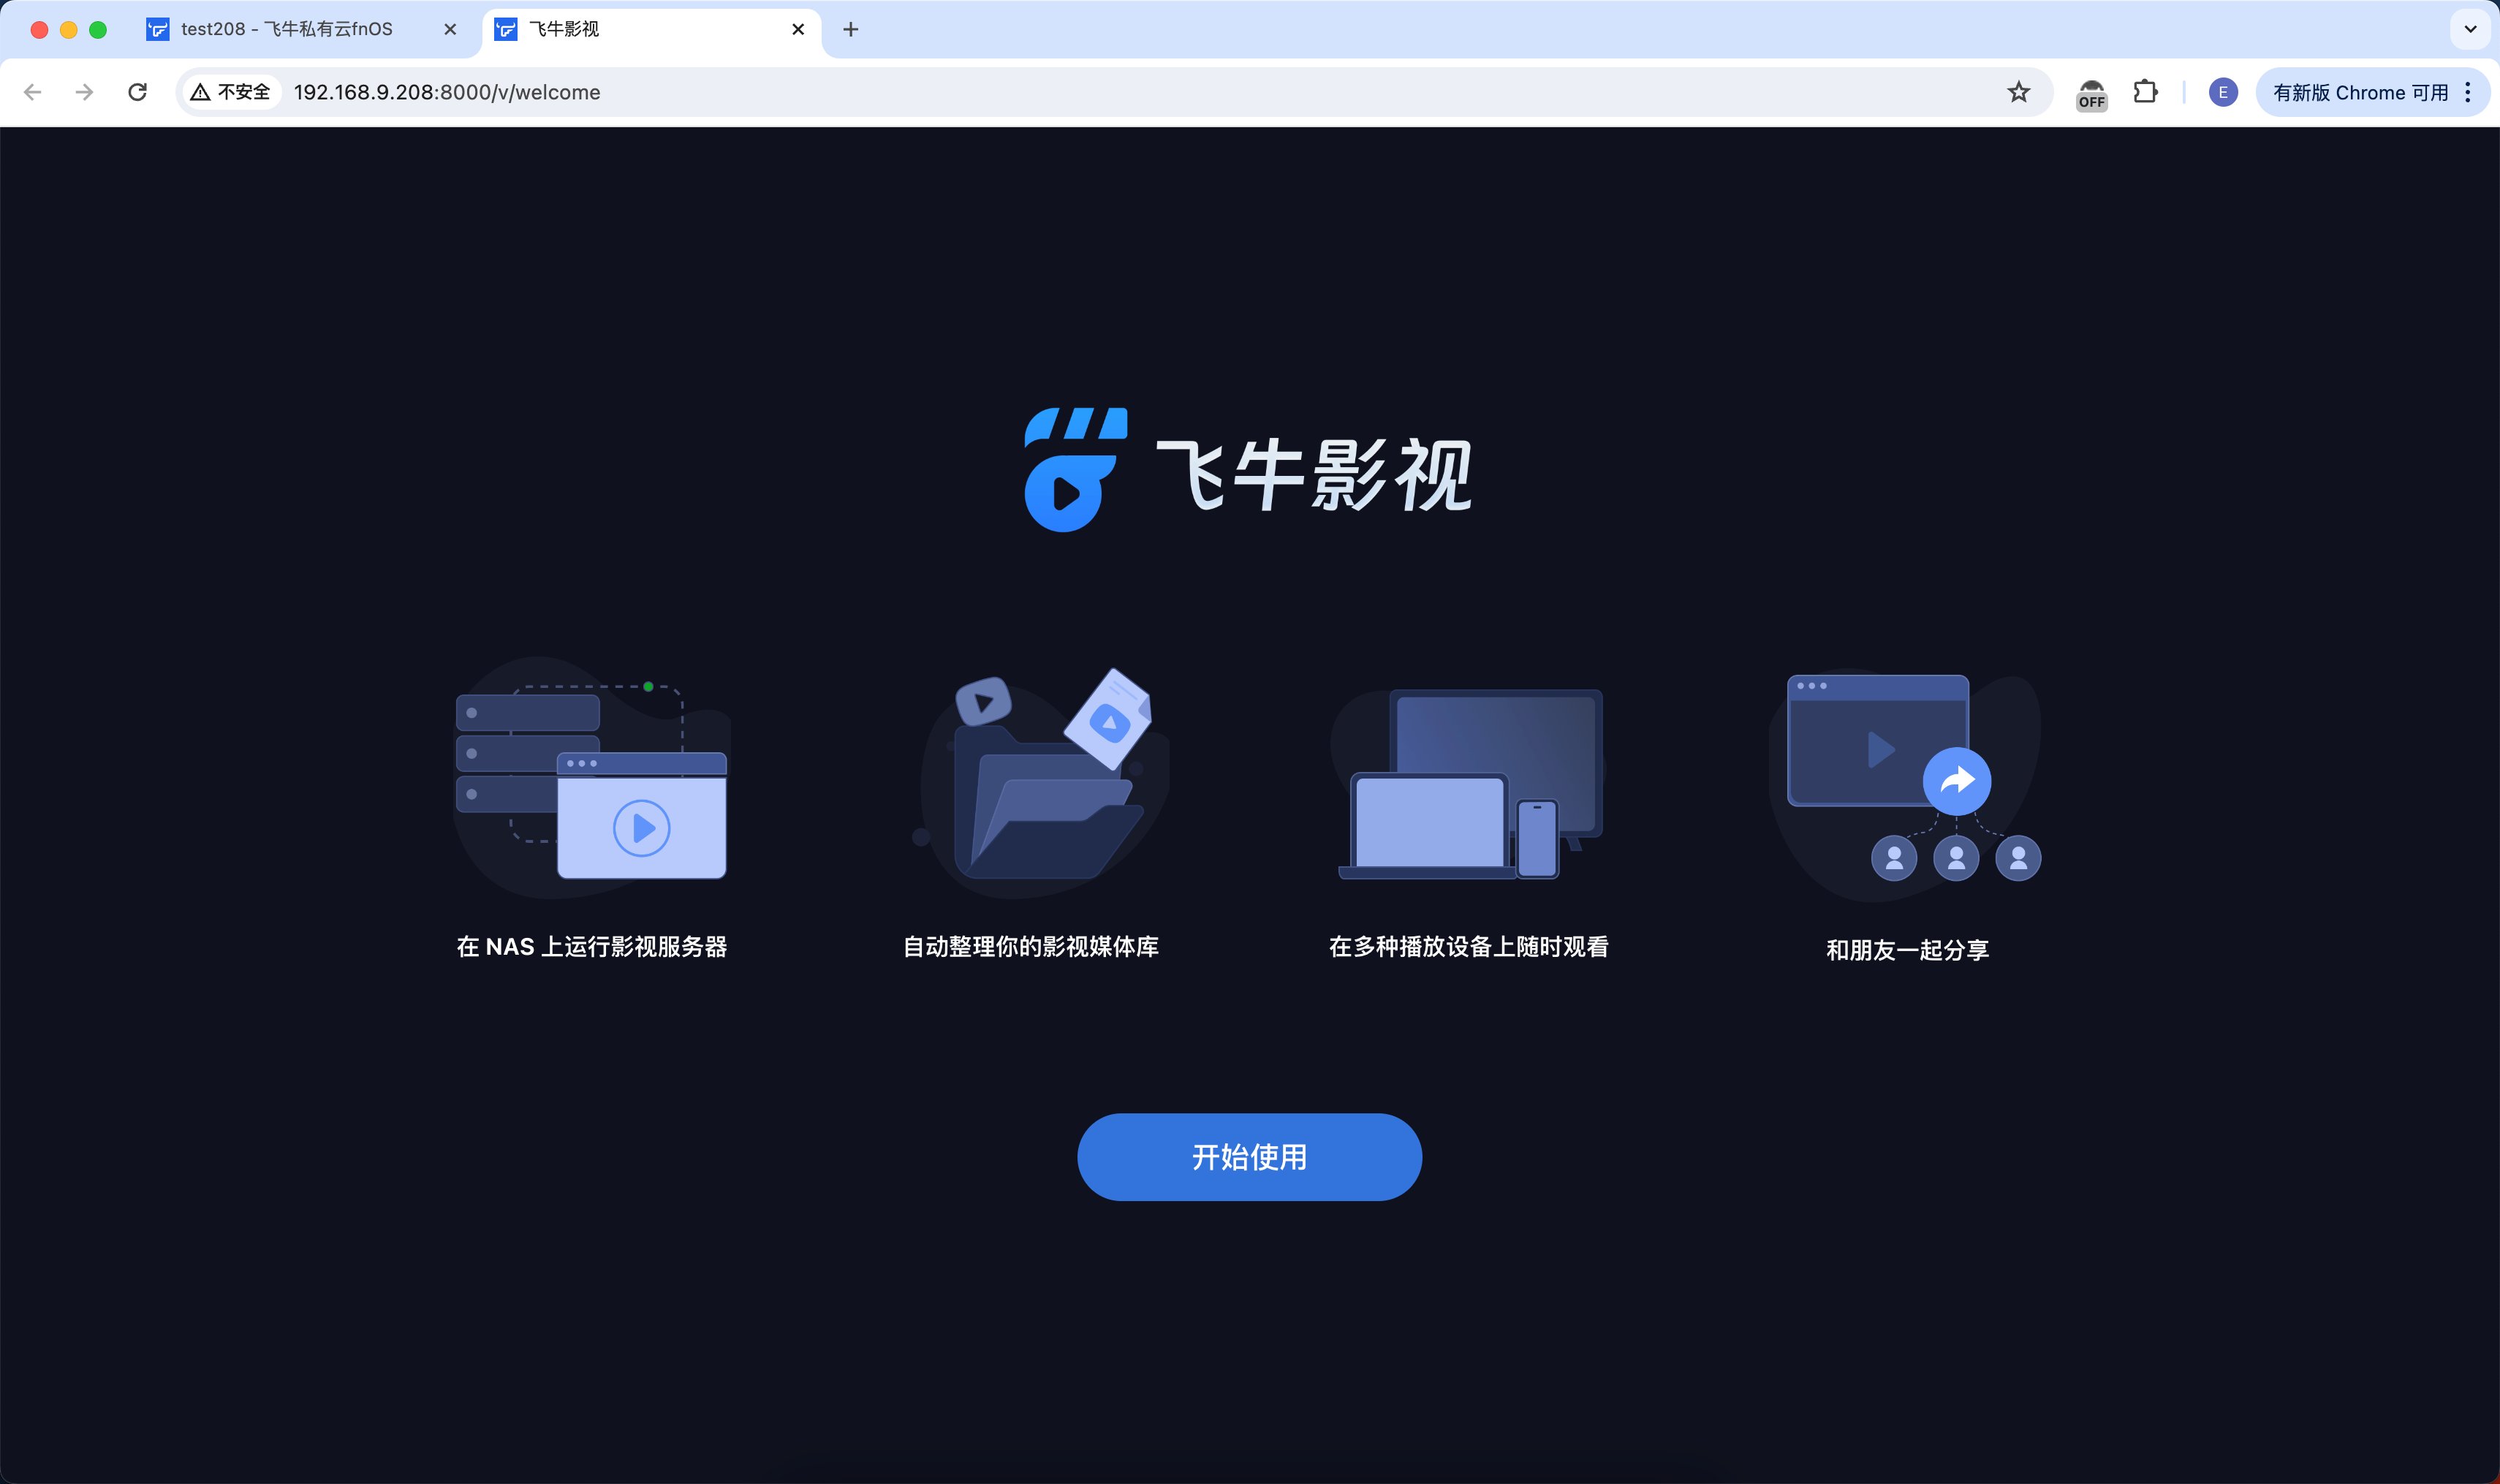 test208 - 飞牛私有云fnOS
飞牛影视
不安全
192.168.9.208:8000/v/welcome
OFF
E
有新版 Chrome 可用
飞牛影视
在 NAS 上运行影视服务器
自动整理你的影视媒体库
在多种播放设备上随时观看
和朋友一起分享
开始使用